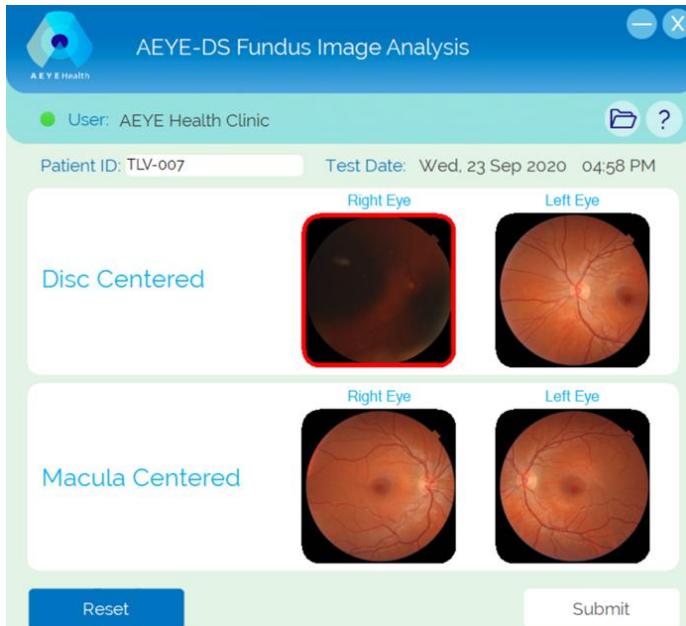 AEYE-DS Fundus Image Analysis
AEYE Health
User: AEYE Health Clinic
?
Patient ID: TLV-007 Test Date: Wed, 23 Sep 2020 04:58 PM
Right Eye Left Eye
Disc Centered
Right Eye Left Eye
Macula Centered
Reset Submit